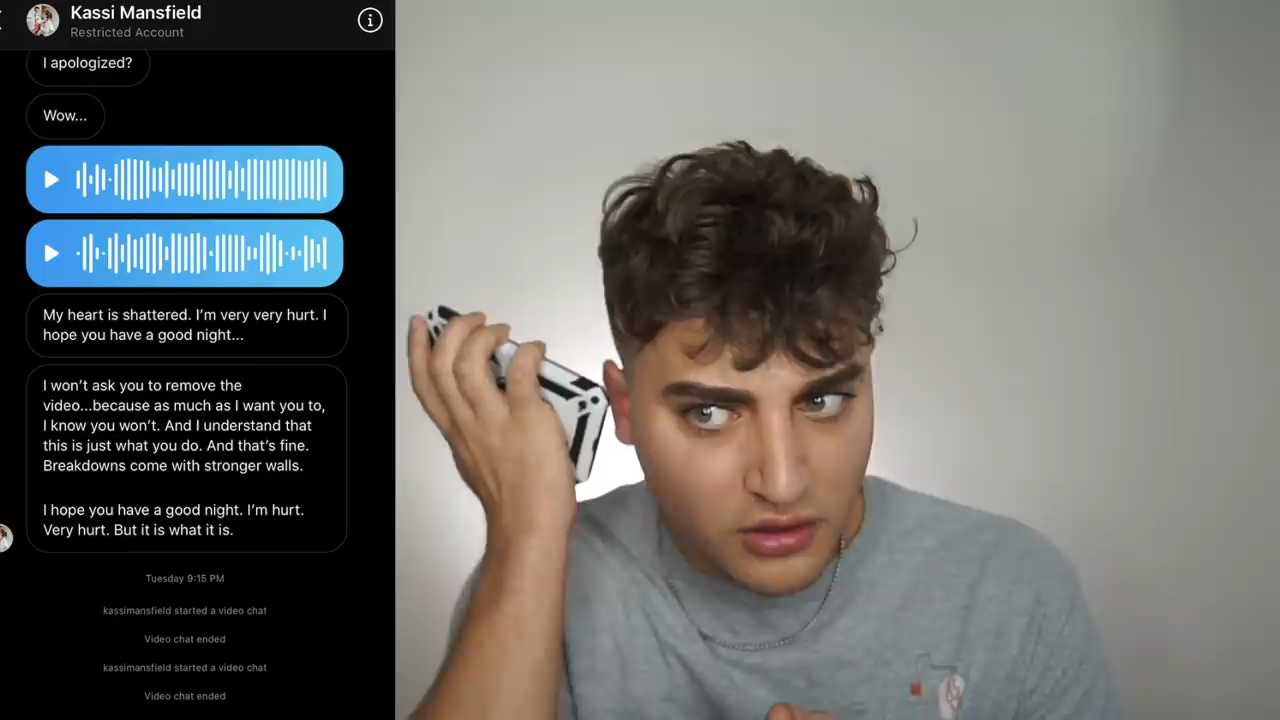 Kassi Mansfield
Restricted Account
I apologized?
Wow...
My heart is shattered. I’m very very hurt. I
hope you have a good night...
I won’t ask you to remove the
video...because as much as I want you to,
I know you won’t. And I understand that
this is just what you do. And that’s fine.
Breakdowns come with stronger walls.
I hope you have a good night. I’m hurt.
Very hurt. But it is what it is.
Tuesday 9:15 PM
kassimansfield started a video chat
Video chat ended
kassimansfield started a video chat
Video chat ended